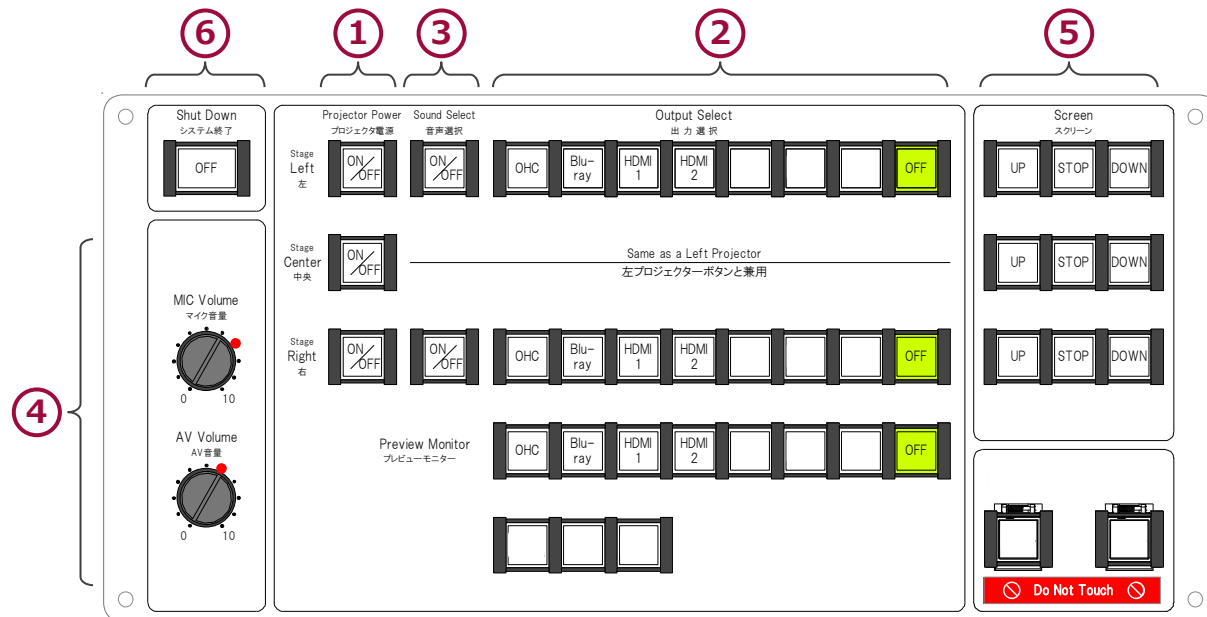 ⑥
①
③
②
⑤
Shut Down
システム終了
OFF
Projector Power
プロジェクタ電源
Sound Select
音声選択
Output Select
出力選択
Screen
スクリーン
Stage
Left
左
ON/OFF
ON/OFF
OHC
Blu-
ray
HDMI
1
HDMI
2
OFF
UP
STOP
DOWN
Stage
Center
中央
ON/OFF
Same as a Left Projector
左プロジェクターボタンと兼用
UP
STOP
DOWN
Stage
Right
右
ON/OFF
ON/OFF
OHC
Blu-
ray
HDMI
1
HDMI
2
OFF
UP
STOP
DOWN
④
MIC Volume
マイク音量
0 10
AV Volume
AV音量
0 10
Preview Monitor
プレビューモニター
OHC
Blu-
ray
HDMI
1
HDMI
2
OFF
Do Not Touch